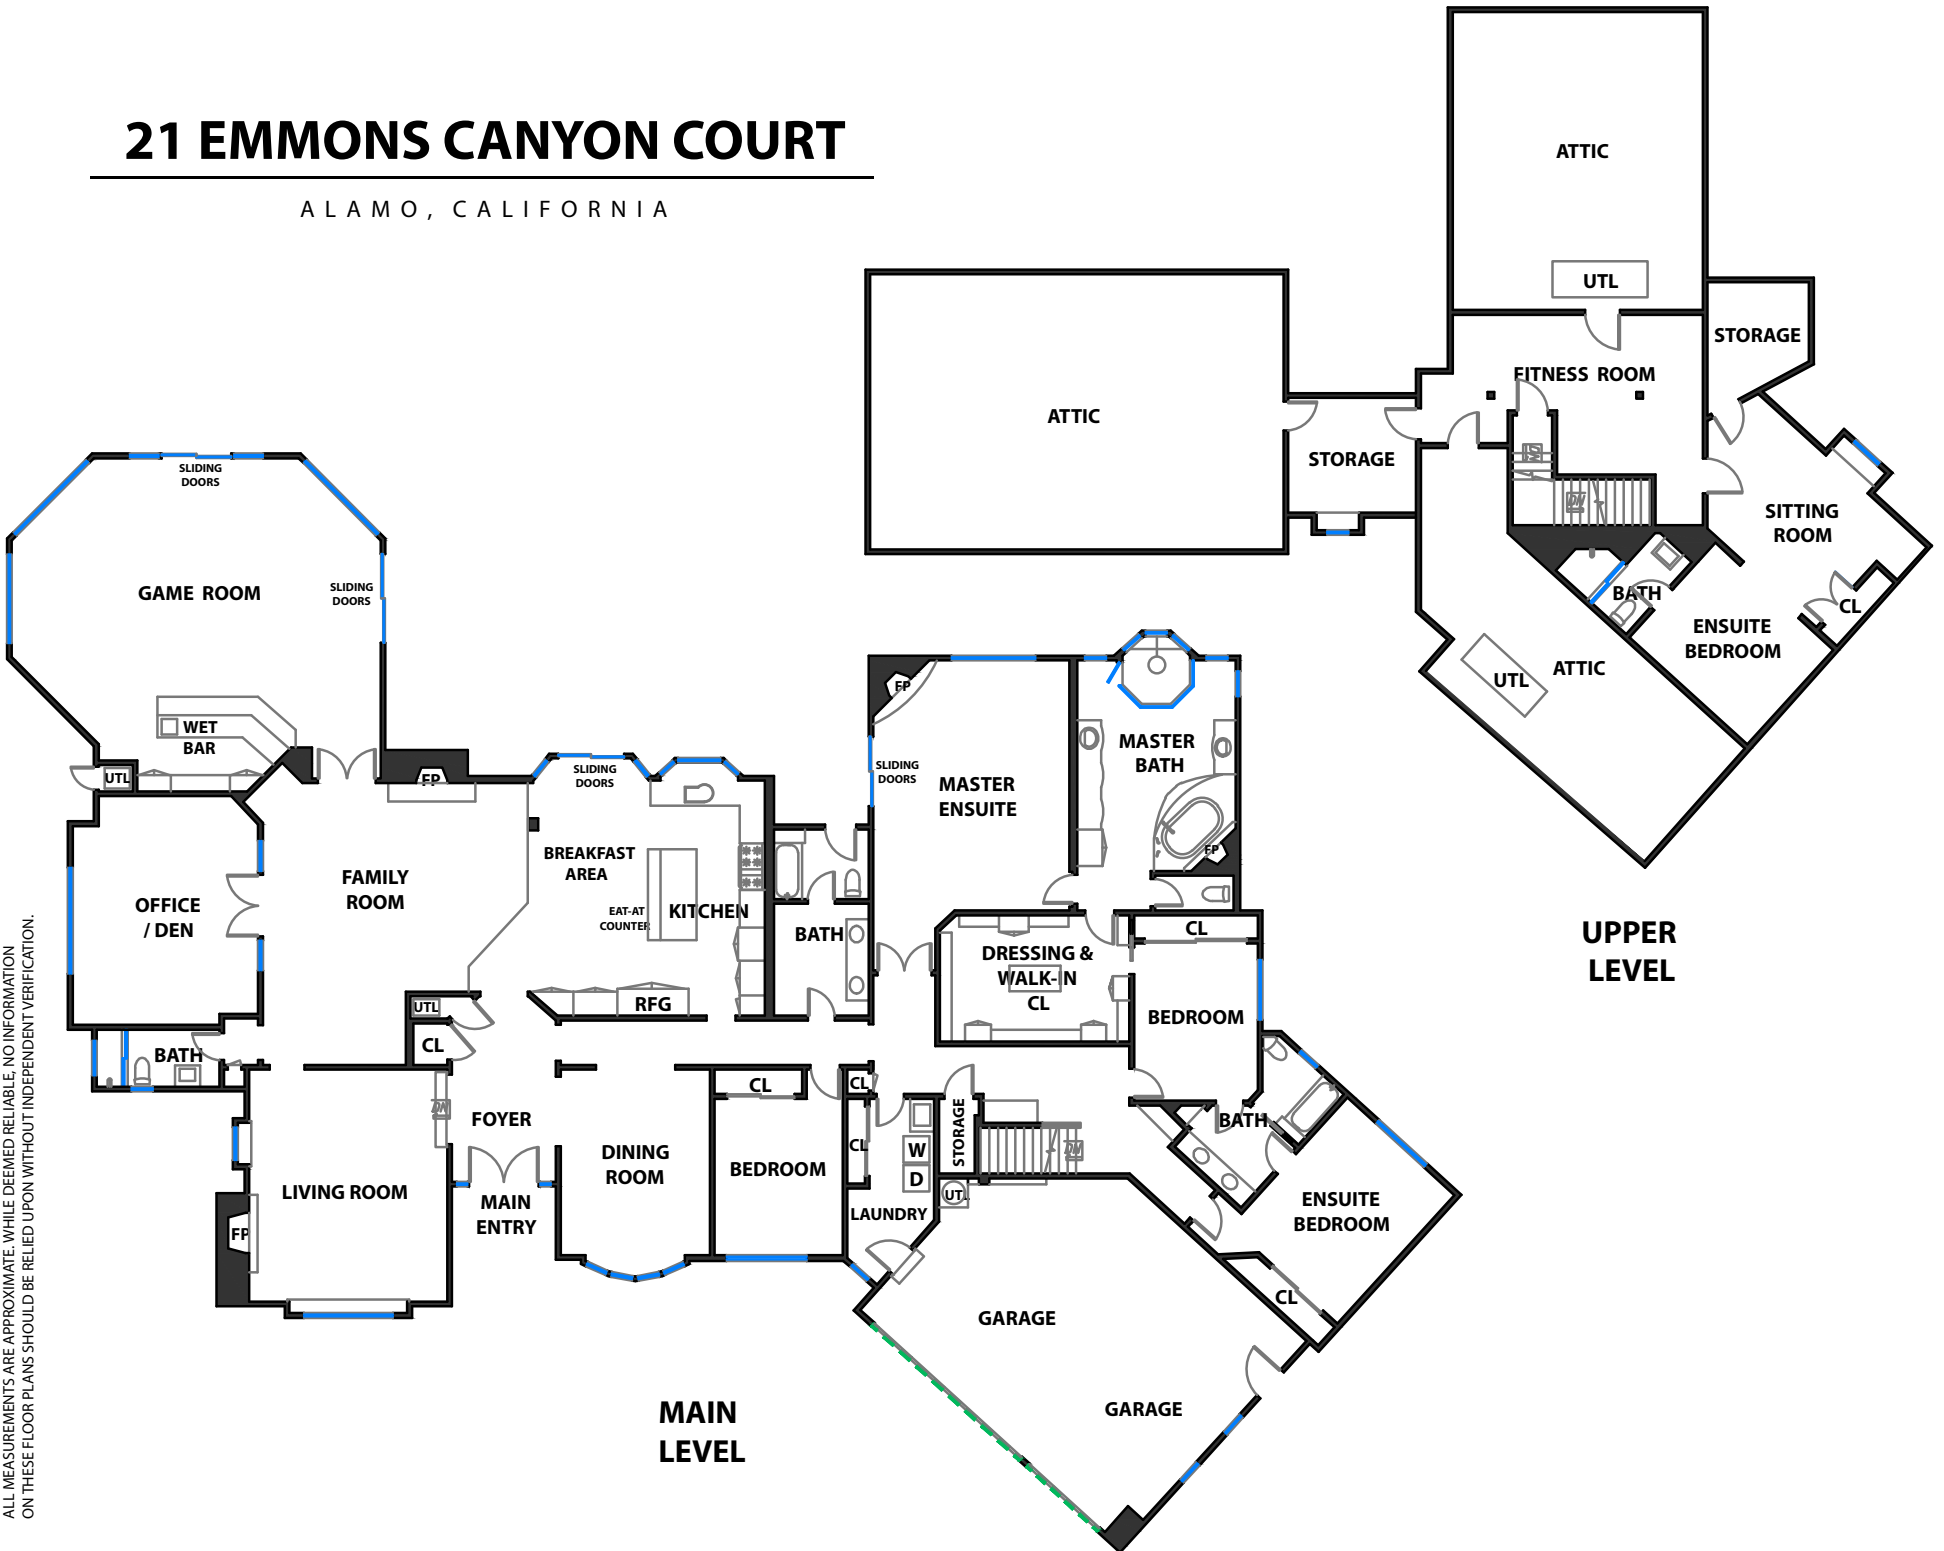 21 EMMONS CANYON COURT
ALAMO, CALIFORNIA
ATTIC
UTL
STORAGE
FITNESS ROOM
ATTIC
STORAGE
DN
DN
SITTING
ROOM
BATH
CL
ENSUITE
BEDROOM
ATTIC
UTL
UPPER
LEVEL
SLIDING
DOORS
GAME ROOM
SLIDING
DOORS
WET
BAR
UTL
FP
SLIDING
DOORS
OFFICE
/ DEN
FAMILY
ROOM
BREAKFAST
AREA
EAT-AT
COUNTER
KITCHEN
RFG
BATH
FP
SLIDING
DOORS
MASTER
ENSUITE
MASTER
BATH
FP
DRESSING &
WALK-IN
CL
CL
BEDROOM
UTL
CL
BATH
DN
FOYER
LIVING ROOM
FP
MAIN
ENTRY
DINING
ROOM
CL
BEDROOM
CL
CL
W
D
LAUNDRY
STORAGE
DN
UTL
BATH
ENSUITE
BEDROOM
CL
GARAGE
GARAGE
MAIN
LEVEL
ALL MEASUREMENTS ARE APPROXIMATE. WHILE DEEMED RELIABLE, NO INFORMATION
ON THESE FLOOR PLANS SHOULD BE RELIED UPON WITHOUT INDEPENDENT VERIFICATION.